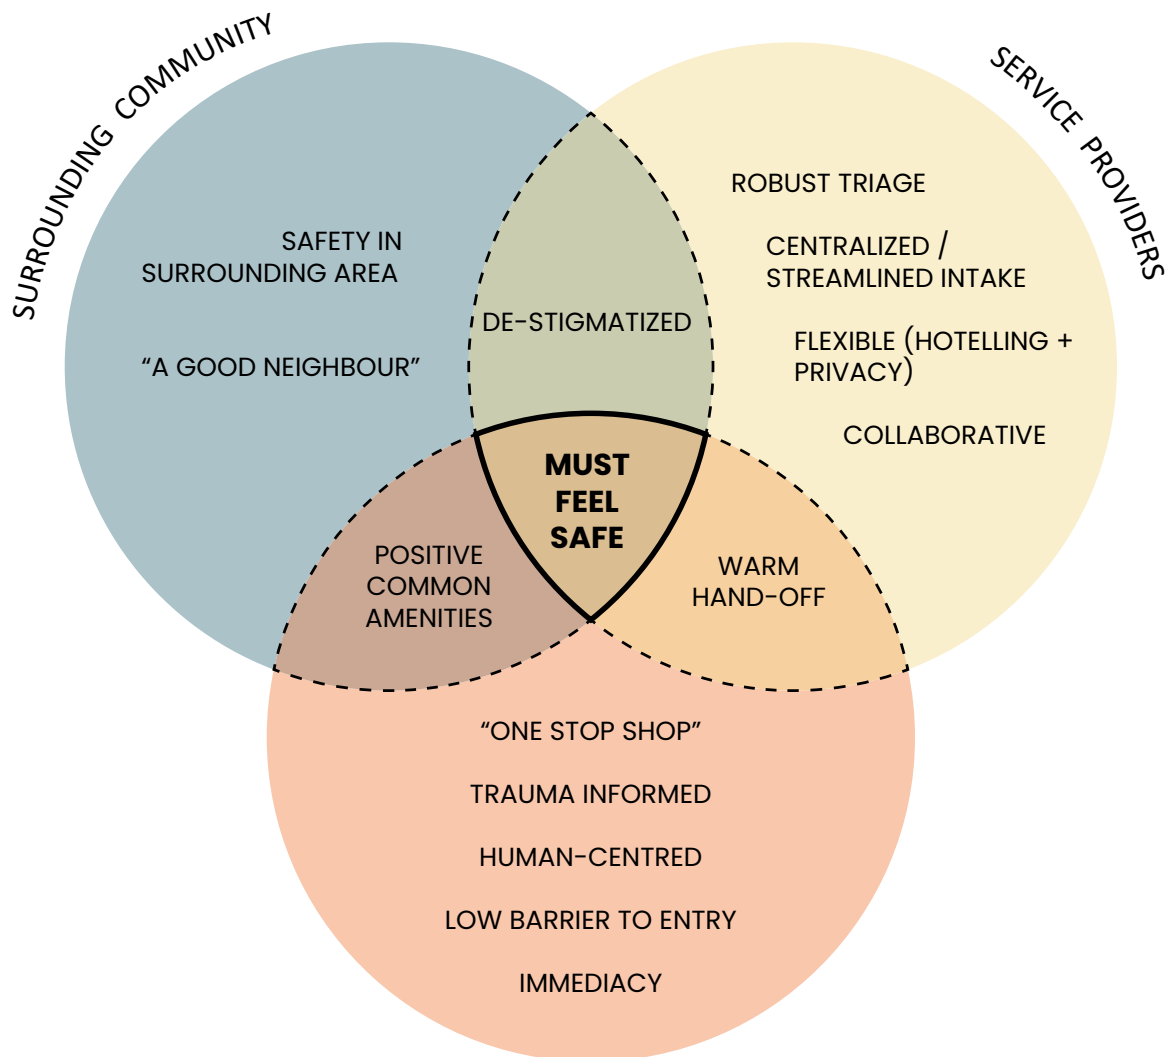 SURROUNDING COMMUNITY
SERVICE PROVIDERS
SAFETY IN
SURROUNDING AREA
“A GOOD NEIGHBOUR”
DE-STIGMATIZED
ROBUST TRIAGE
CENTRALIZED /
STREAMLINED INTAKE
FLEXIBLE (HOTELLING +
PRIVACY)
COLLABORATIVE
MUST
FEEL
SAFE
POSITIVE
COMMON
AMENITIES
WARM
HAND-OFF
“ONE STOP SHOP”
TRAUMA INFORMED
HUMAN-CENTRED
LOW BARRIER TO ENTRY
IMMEDIACY